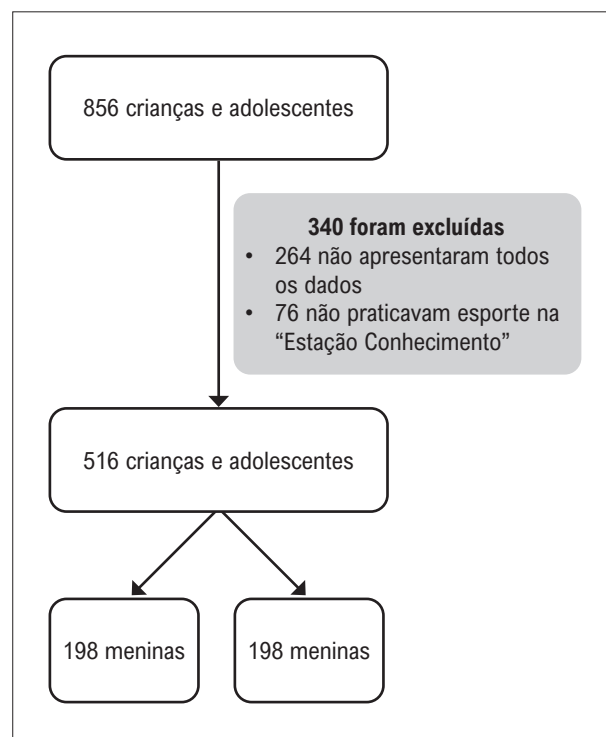 856 crianças e adolescentes
340 foram excluídas
• 264 não apresentaram todos
os dados
• 76 não praticavam esporte na
“Estação Conhecimento”
516 crianças e adolescentes
198 meninas
198 meninas